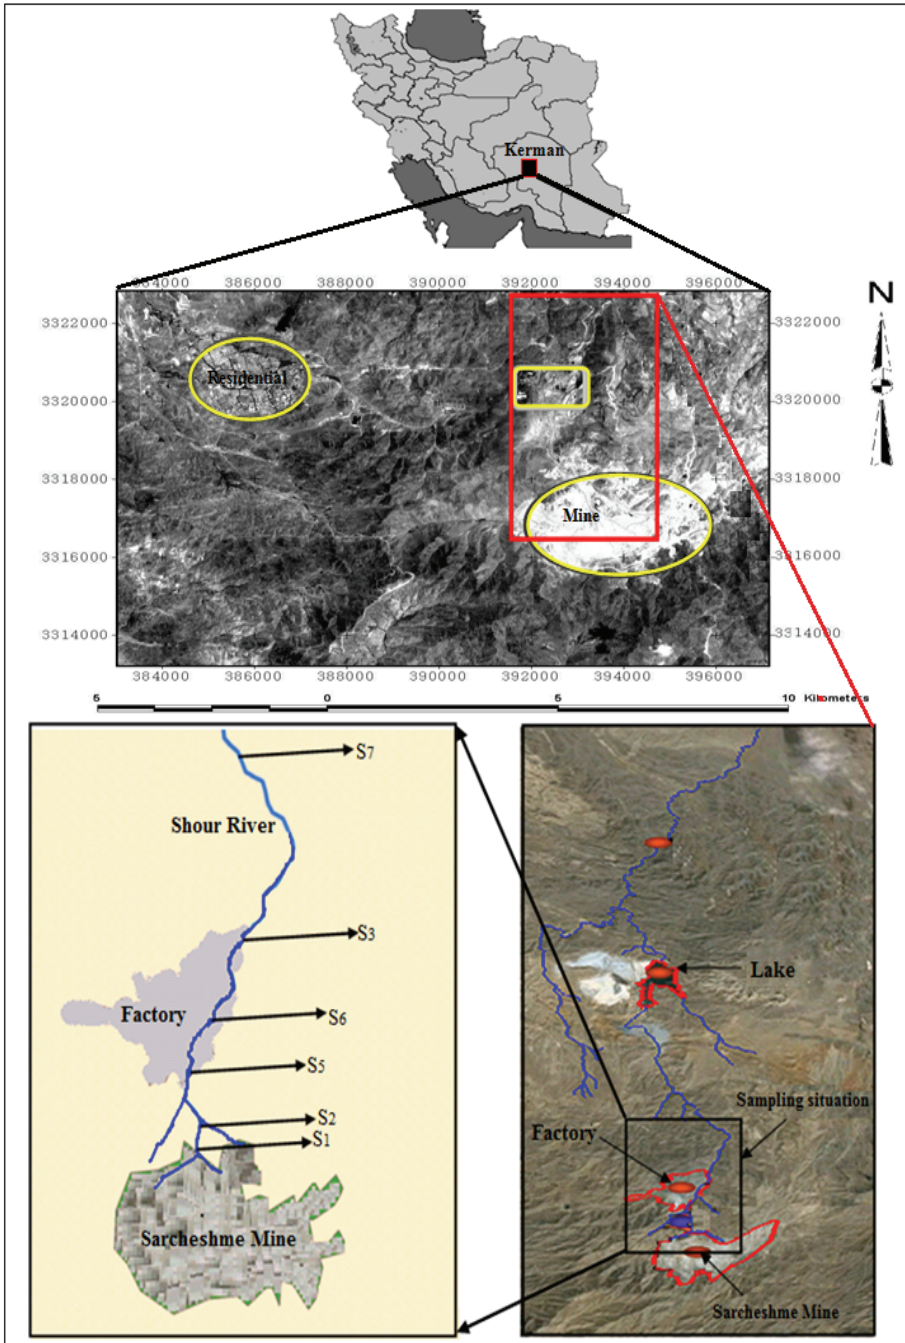 Kerman
384000 386000 388000 390000 392000 394000 396000
N
3322000 3322000
Residential
3320000 3320000
3318000 3318000
Mine
3316000 3316000
3314000 3314000
384000 386000 388000 390000 392000 394000 396000
5 0 5 10 Kilometers
S7
Shour River
S3
Factory
S6
S5
S2
S1
Sarcheshme Mine
Lake
Sampling situation
Factory
Sarcheshme Mine